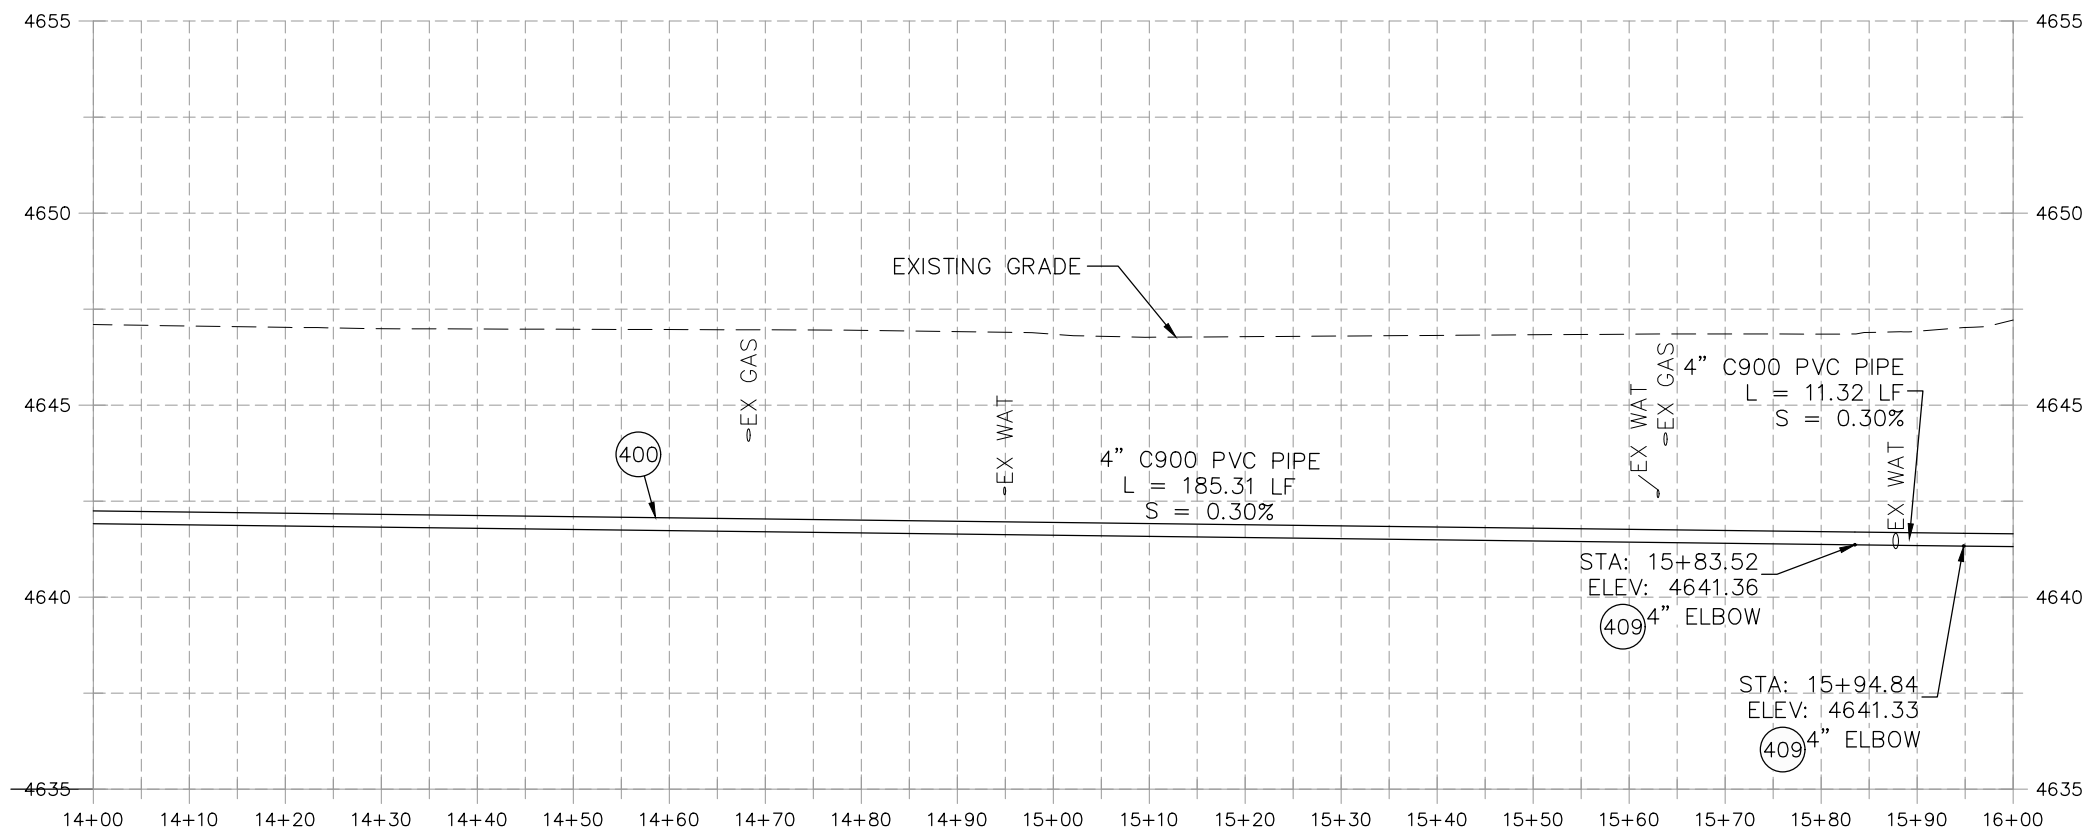 4655
4655
4650
4650
EXISTING GRADE
EX GAS
EX GAS
4" C900 PVC PIPE
L = 11.32 LF
S = 0.30%
4645
4645
EX WAT
EX WAT
400
4" C900 PVC PIPE
L = 185.31 LF
S = 0.30%
EX WAT
STA: 15+83.52
ELEV: 4641.36
409 4" ELBOW
4640
4640
STA: 15+94.84
ELEV: 4641.33
409 4" ELBOW
4635
4635
14+00 14+10 14+20 14+30 14+40 14+50 14+60 14+70 14+80 14+90 15+00 15+10 15+20 15+30 15+40 15+50 15+60 15+70 15+80 15+90 16+00